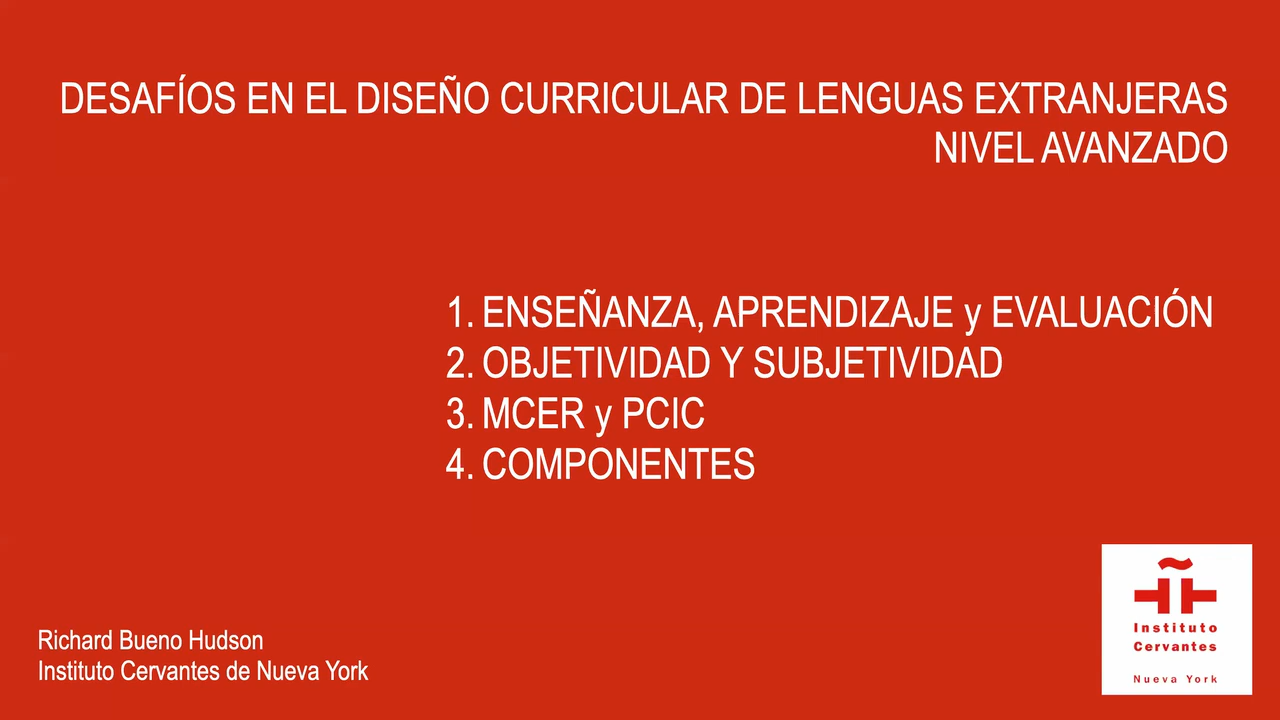 DESAFÍOS EN EL DISEÑO CURRICULAR DE LENGUAS EXTRANJERAS
NIVEL AVANZADO
1. ENSEÑANZA, APRENDIZAJE y EVALUACIÓN
2. OBJETIVIDAD Y SUBJETIVIDAD
3. MCER y PCIC
4. COMPONENTES
Richard Bueno Hudson
Instituto Cervantes de Nueva York
Instituto
Cervantes
Nueva York